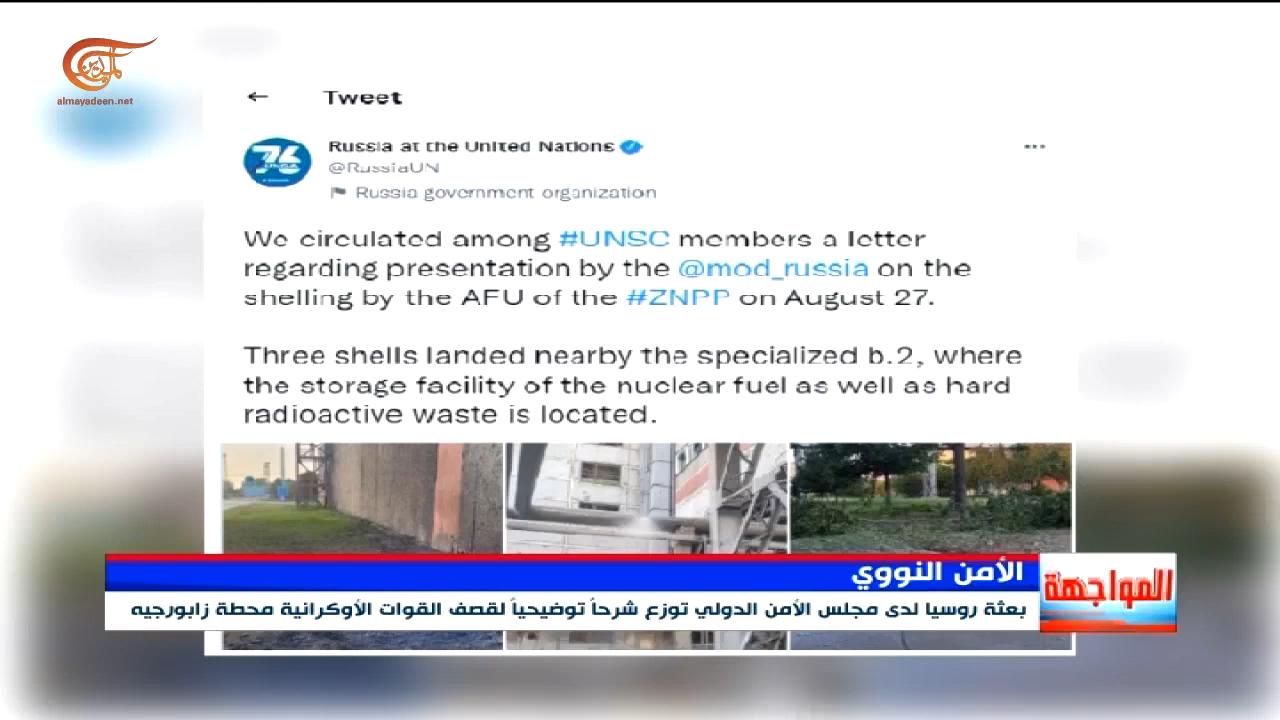 الميادين
almayadeen.net
← Tweet
76
Russia at the United Nations
@RussiaUN
Russia government organization
We circulated among #UNSC members a letter
regarding presentation by the @mod_russia on the
shelling by the AFU of the #ZNPP on August 27.
Three shells landed nearby the specialized b.2, where
the storage facility of the nuclear fuel as well as hard
radioactive waste is located.
الأمن النووي
المواجهة
بعثة روسيا لدى مجلس الأمن الدولي توزع شرحاً توضيحياً لقصف القوات الأوكرانية محطة زابورجيه